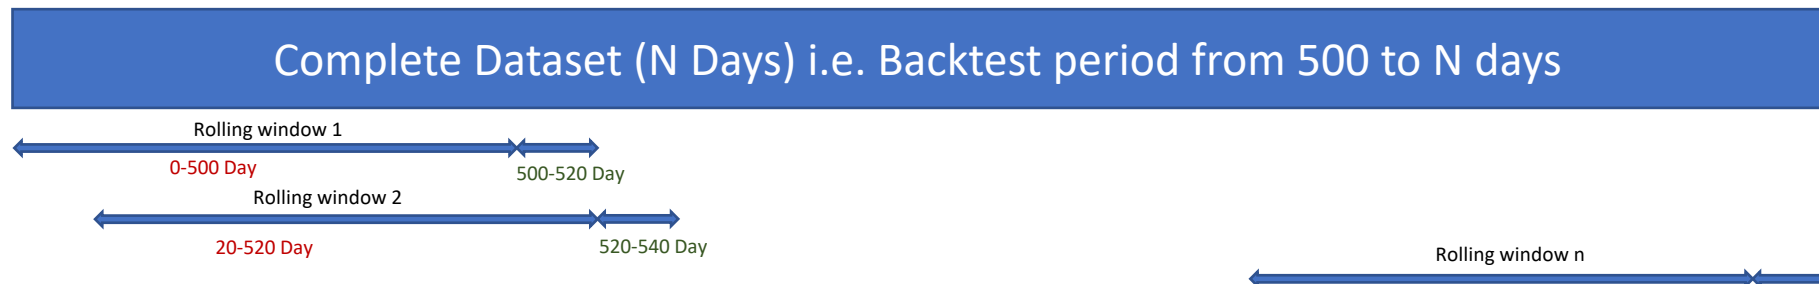 Complete Dataset (N Days) i.e. Backtest period from 500 to N days
Rolling window 1
0-500 Day
500-520 Day
Rolling window 2
20-520 Day
520-540 Day
Rolling window n